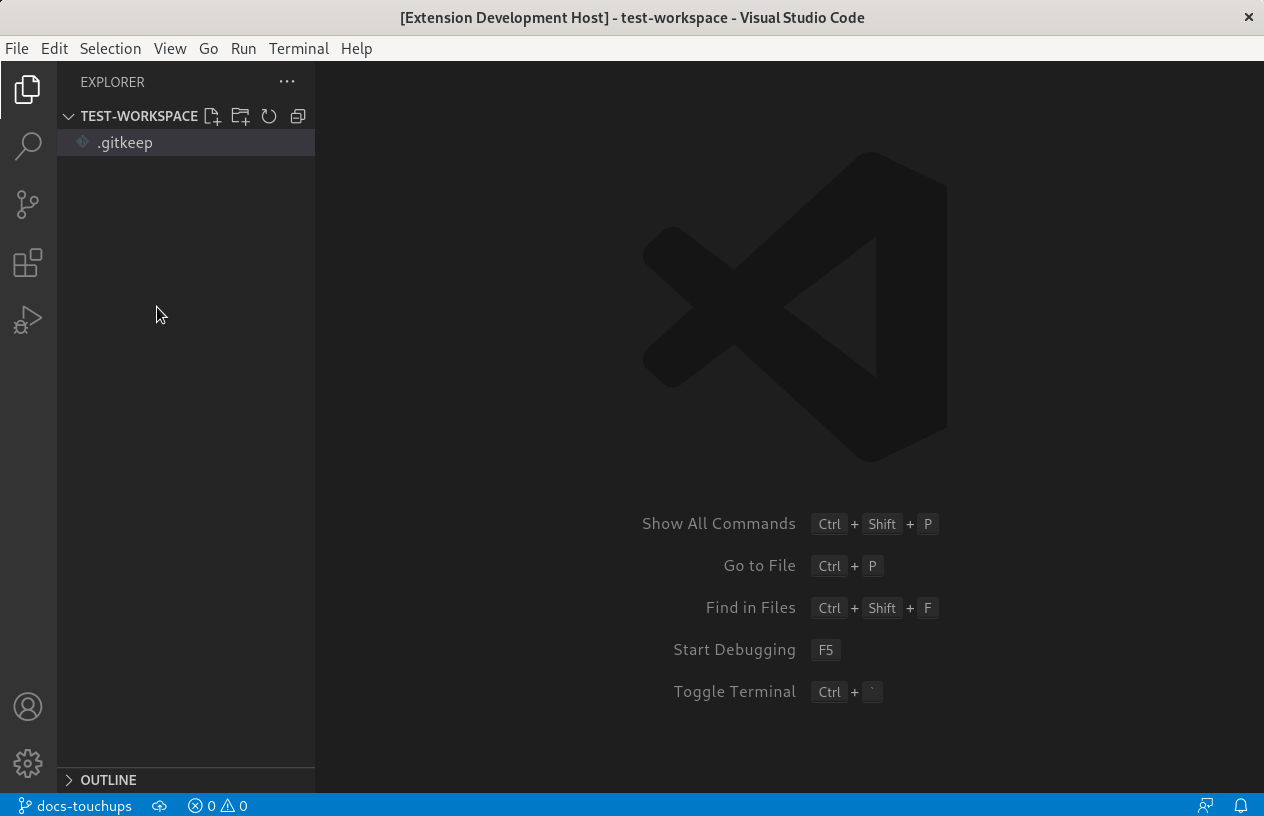 [Extension Development Host] - test-workspace - Visual Studio Code
File Edit Selection View Go Run Terminal Help
EXPLORER
TEST-WORKSPACE
.gitkeep
Show All Commands Ctrl + Shift + P
Go to File Ctrl + P
Find in Files Ctrl + Shift + F
Start Debugging F5
Toggle Terminal Ctrl + `
OUTLINE
docs-touchups 0 0